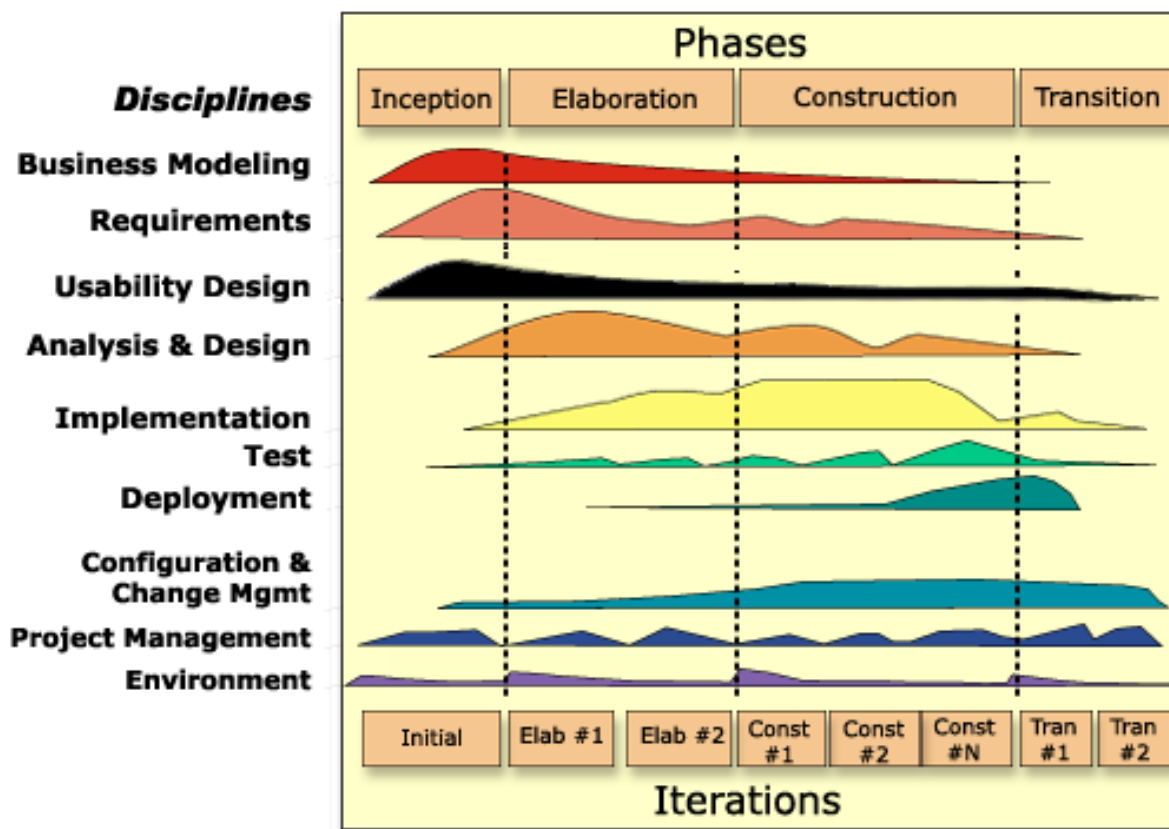 Phases
Disciplines
Inception
Elaboration
Construction
Transition
Business Modeling
Requirements
Usability Design
Analysis & Design
Implementation
Test
Deployment
Configuration &
Change Mgmt
Project Management
Environment
Initial
Elab #1
Elab #2
Const
#1
Const
#2
Const
#N
Tran
#1
Tran
#2
Iterations